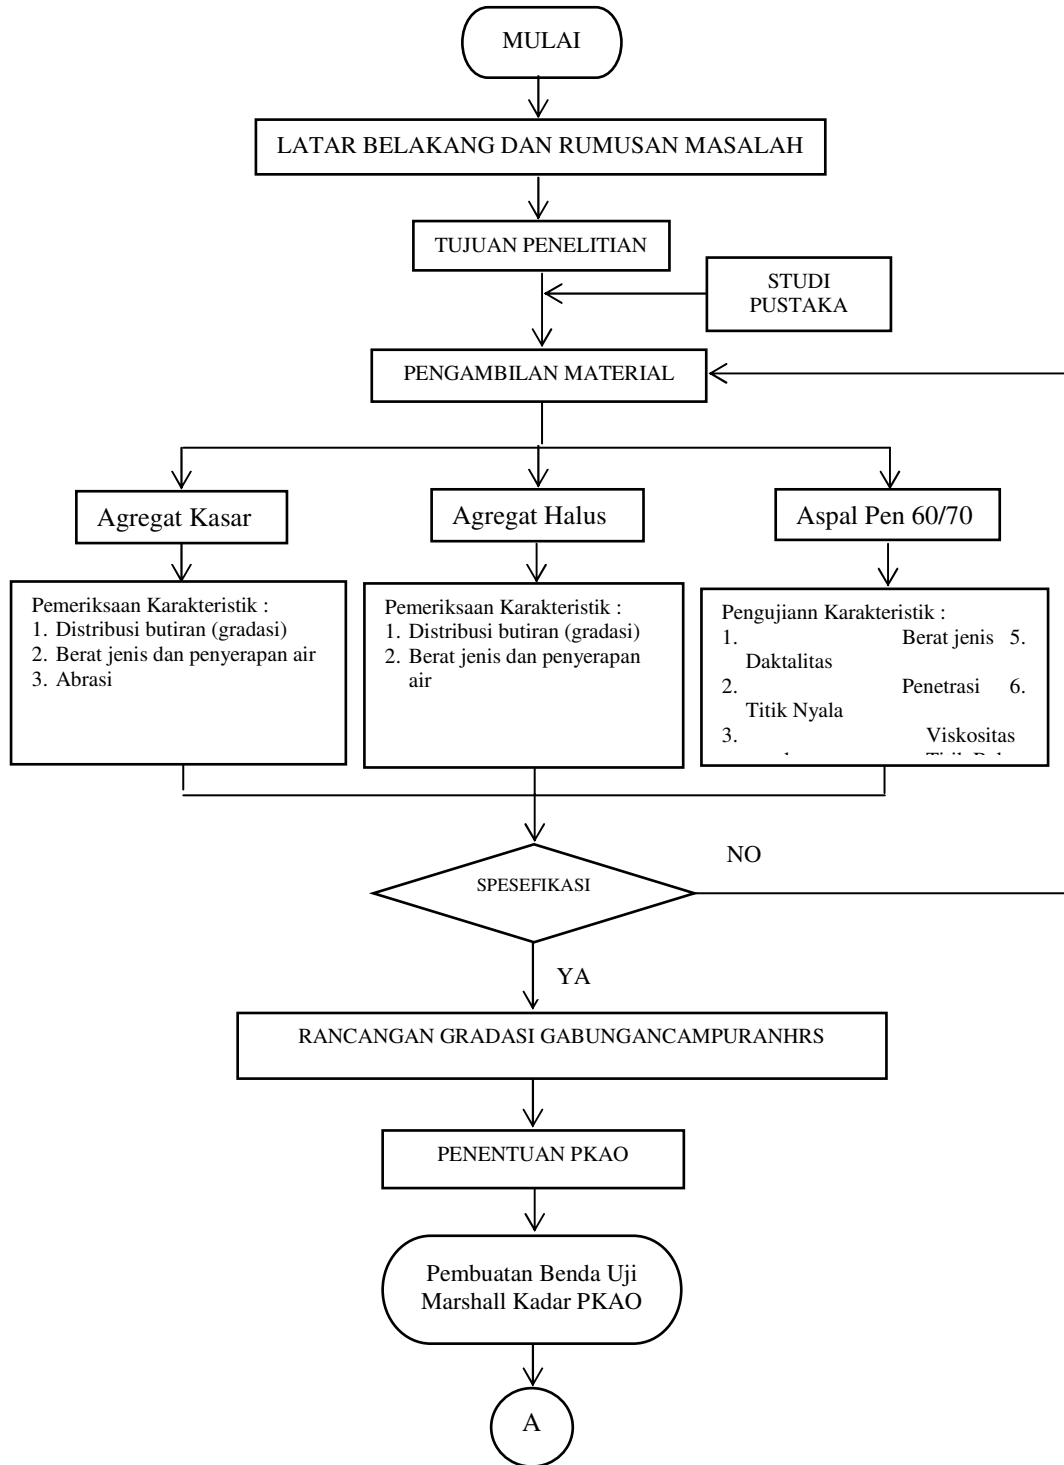 MULAI
LATAR BELAKANG DAN RUMUSAN MASALAH
TUJUAN PENELITIAN
STUDI
PUSTAKA
PENGAMBILAN MATERIAL
Agregat Kasar
Agregat Halus
Aspal Pen 60/70
Pemeriksaan Karakteristik :
1. Distribusi butiran (gradasi)
2. Berat jenis dan penyerapan air
3. Abrasi
Pemeriksaan Karakteristik :
1. Distribusi butiran (gradasi)
2. Berat jenis dan penyerapan
air
Pengujiann Karakteristik :
1. Berat jenis 5.
Daktalitas
2. Penetrasi 6.
Titik Nyala
3. Viskositas
NO
SPESEFIKASI
YA
RANCANGAN GRADASI GABUNGANCAMPURANHRS
PENENTUAN PKAO
Pembuatan Benda Uji
Marshall Kadar PKAO
A